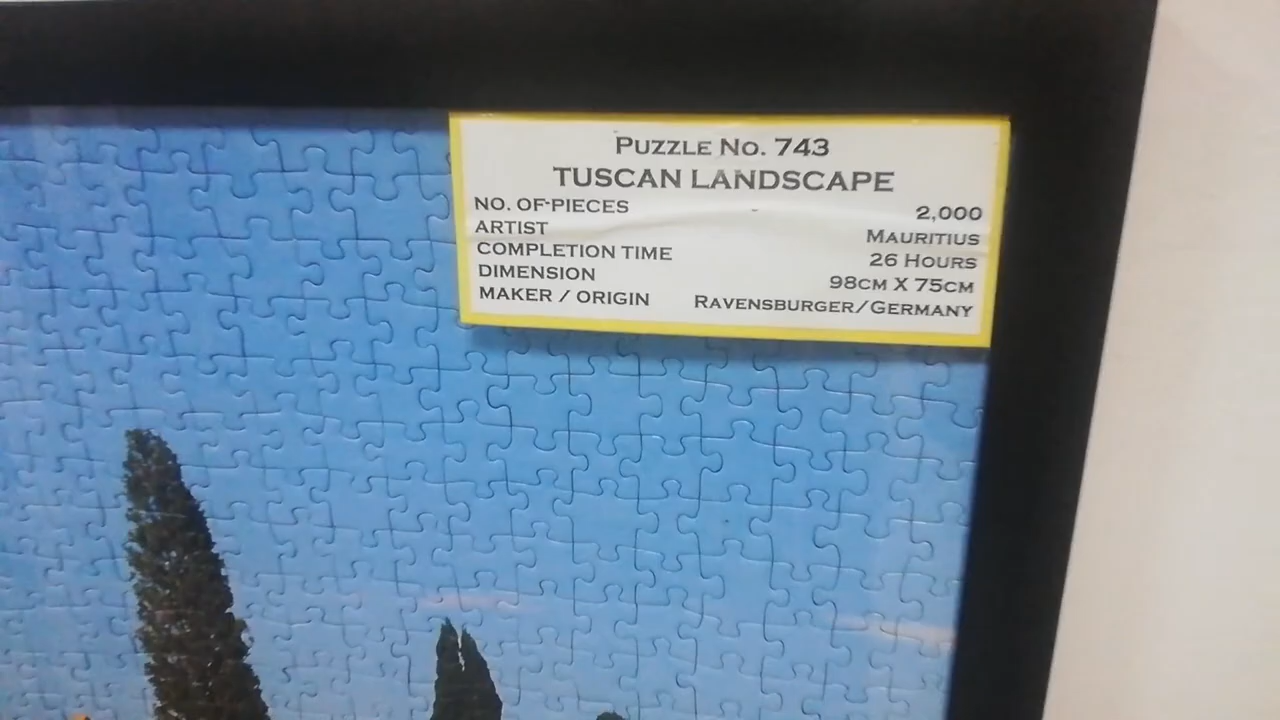 PUZZLE NO. 743
TUSCAN LANDSCAPE
NO. OF PIECES 2,000
ARTIST MAURITIUS
COMPLETION TIME 26 HOURS
DIMENSION 98CM X 75CM
MAKER / ORIGIN RAVENSBURGER/GERMANY